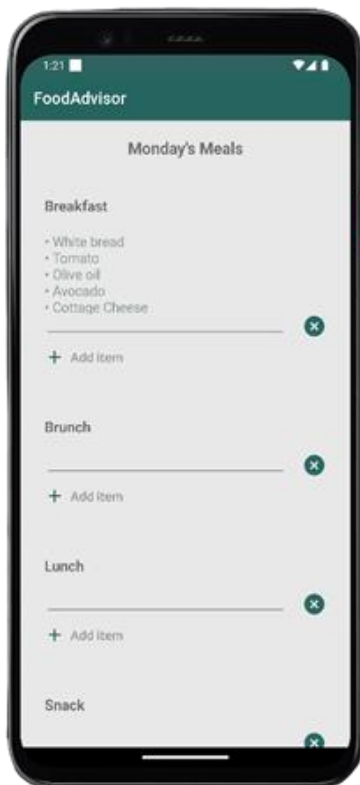 1:21
FoodAdvisor
Monday's Meals
Breakfast
• White bread
• Tomato
• Olive oil
• Avocado
• Cottage Cheese
+ Add item
Brunch
+ Add item
Lunch
+ Add item
Snack